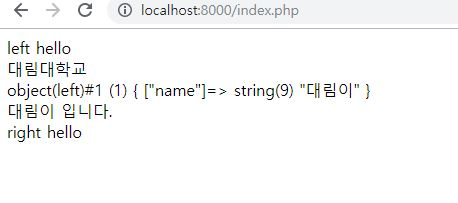 localhost:8000/index.php
left hello
대림대학교
object(left)#1 (1) { ["name"]=> string(9) "대림이" }
대림이 입니다.
right hello